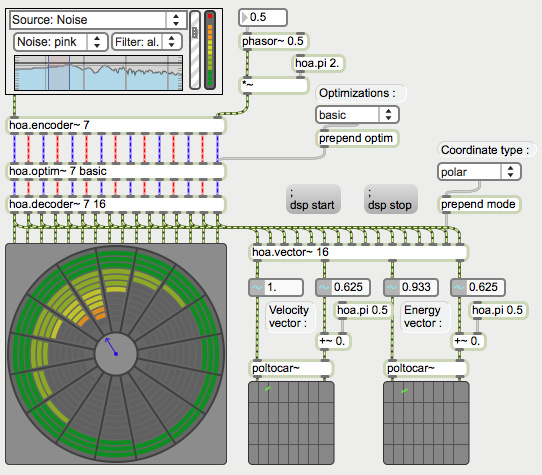 Source: Noise
0.5
Noise: pink
Filter: al.
phasor~ 0.5
hoa.pi 2.
*~
Optimizations :
basic
hoa.encoder~ 7
prepend optim
Coordinate type :
hoa.optim~ 7 basic
polar
;
dsp start
;
dsp stop
hoa.decoder~ 7 16
prepend mode
hoa.vector~ 16
1.
0.625
0.933
0.625
Velocity
vector :
hoa.pi 0.5
Energy
vector :
hoa.pi 0.5
+~ 0.
+~ 0.
poltocar~
poltocar~